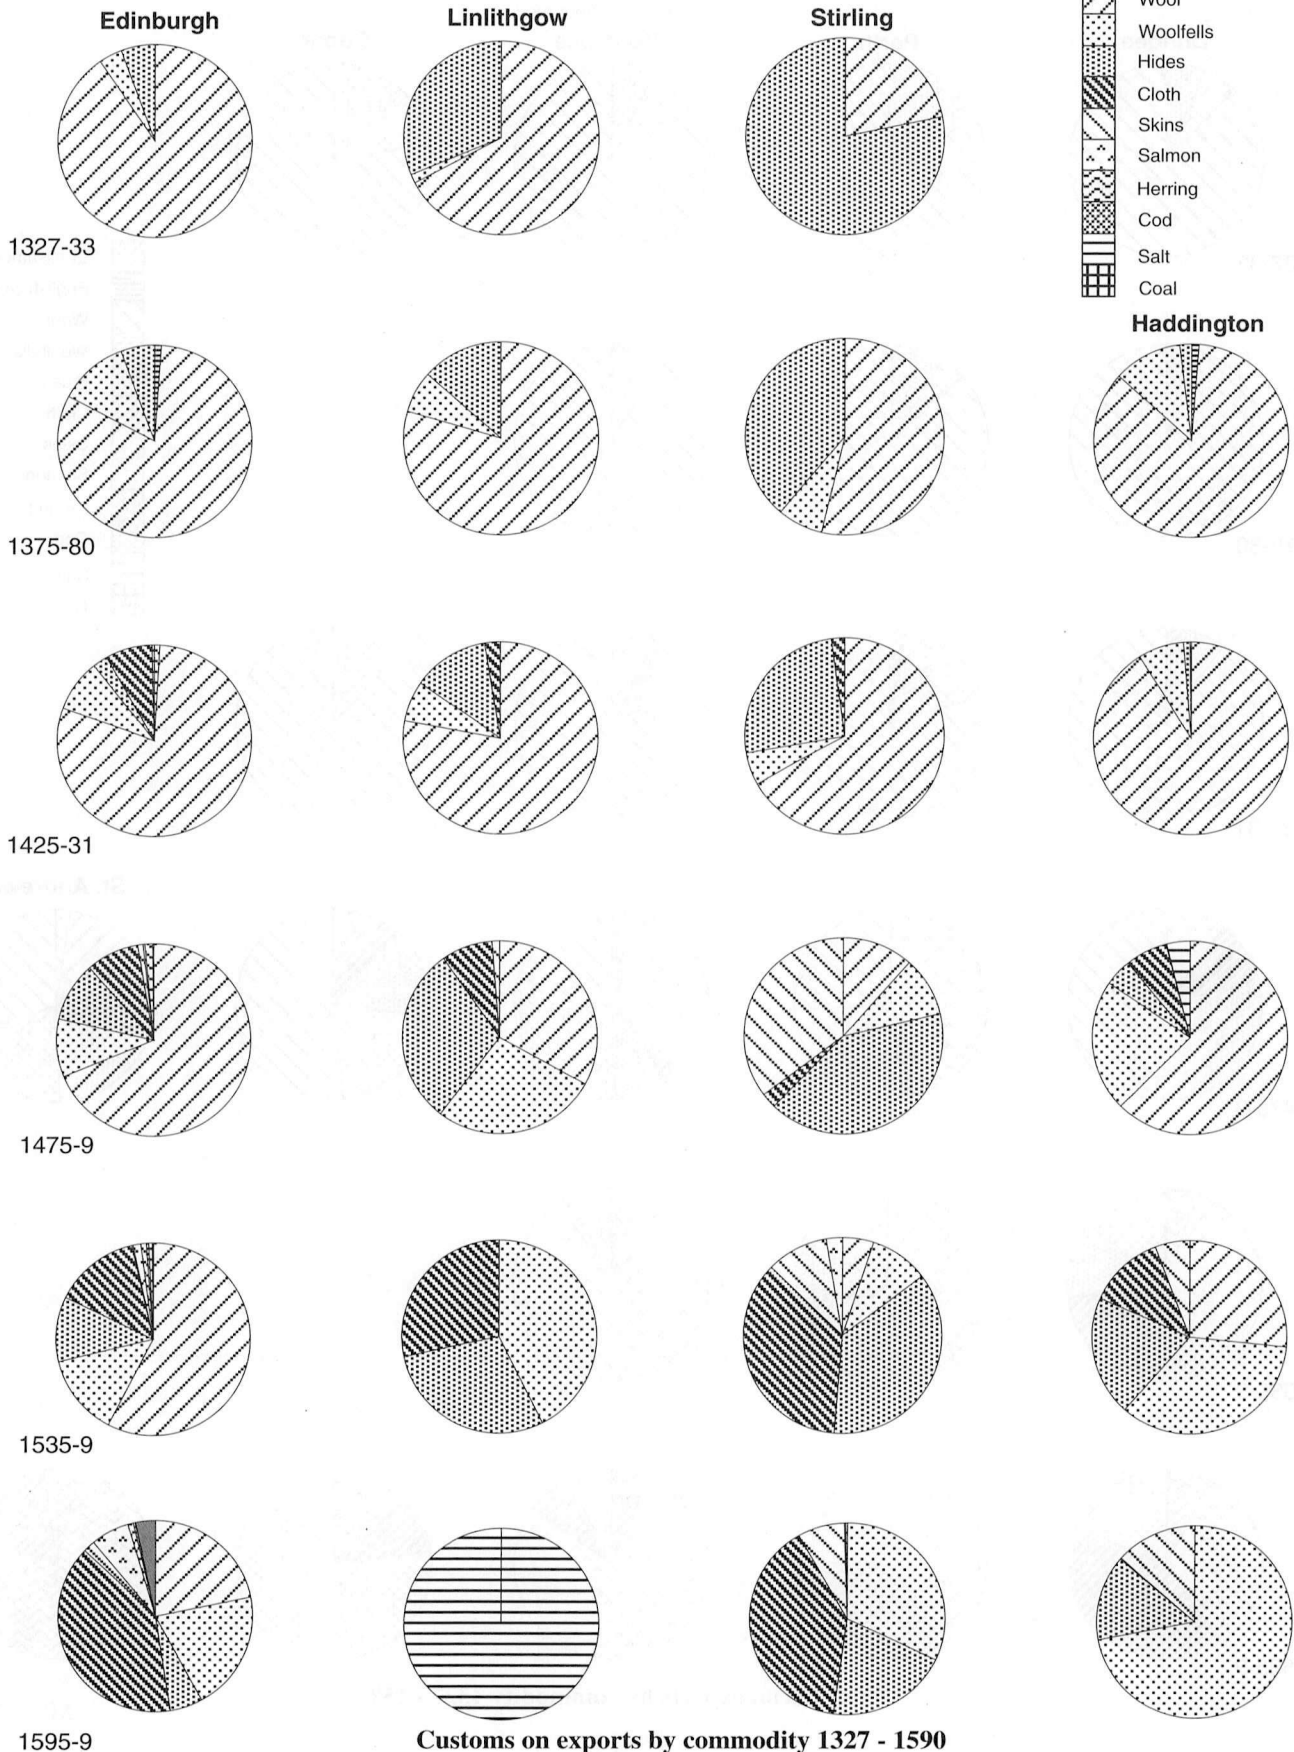 Edinburgh
Linlithgow
Stirling
Wool
Woolfells
Hides
Cloth
Skins
Salmon
Herring
Cod
Salt
Coal
Haddington
1327-33
1375-80
1425-31
1475-9
1535-9
1595-9
Customs on exports by commodity 1327 - 1590